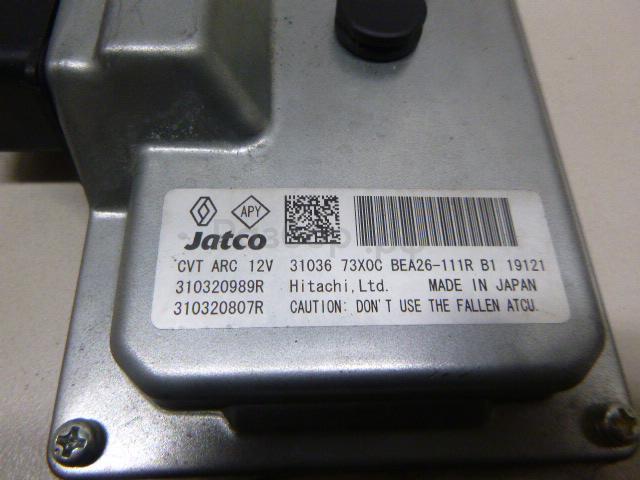 APY
Jatco
CVT ARC 12V 31036 73X0C BEA26-111R B1 19121
310320989R Hitachi,Ltd. MADE IN JAPAN
310320807R CAUTION: DON'T USE THE FALLEN ATCU.